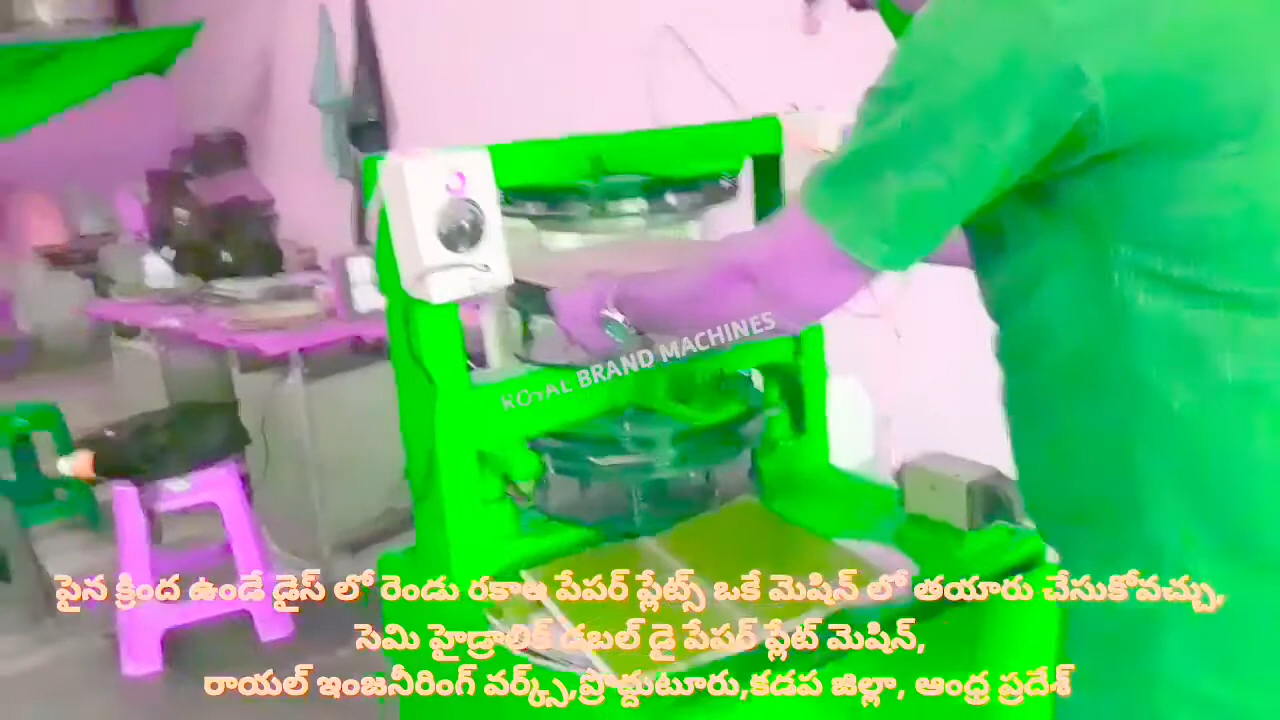 ROYAL BRAND MACHINES
పైన క్రింద ఉండే డైస్ లో రెండు రకాల పేపర్ ప్లేట్స్ ఒకే మెషిన్ లో తయారు చేసుకోవచ్చు,
సెమి హైడ్రాలిక్ డబల్ డై పేపర్ ప్లేట్ మెషిన్,
రాయల్ ఇంజనీరింగ్ వర్క్స్,ప్రొద్దుటూరు,కడప జిల్లా, ఆంధ్ర ప్రదేశ్